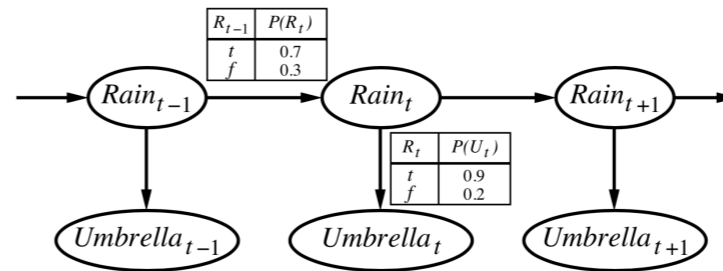 R_{t-1} P(R_t)
t 0.7
f 0.3
Rain_{t-1} Rain_t Rain_{t+1}
R_t P(U_t)
t 0.9
f 0.2
Umbrella_{t-1} Umbrella_t Umbrella_{t+1}